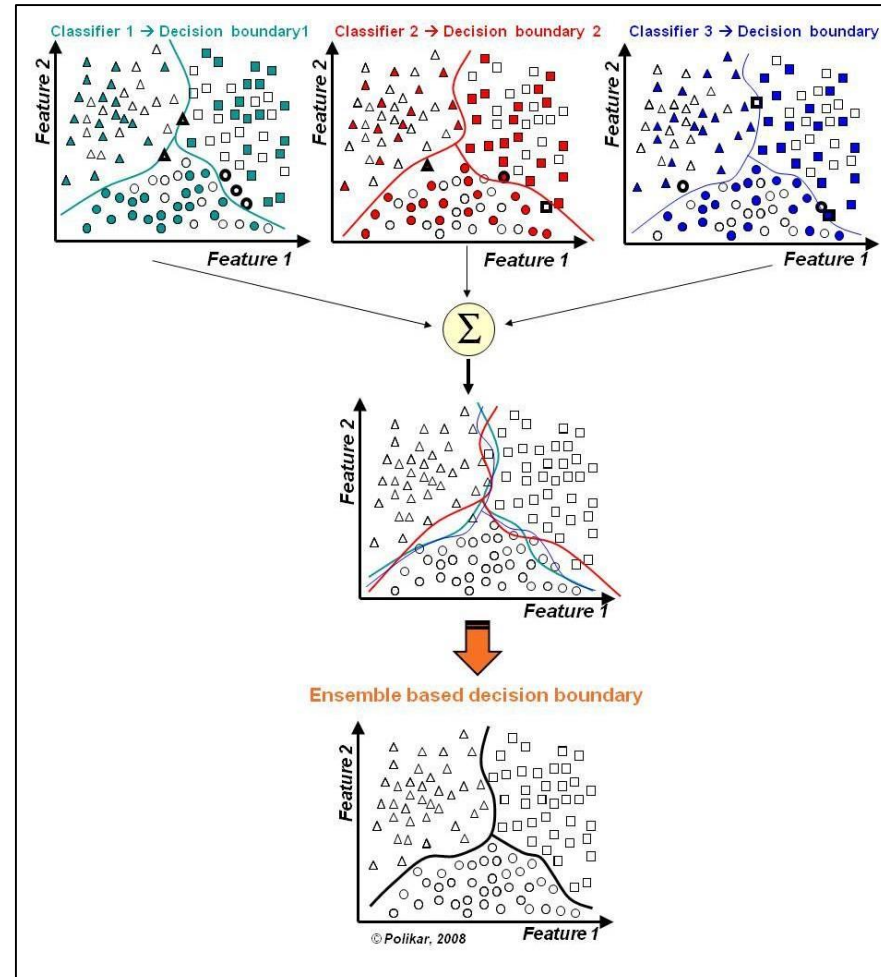 Classifier 1 → Decision boundary1
Classifier 2 → Decision boundary 2
Classifier 3 → Decision boundary
Feature 2
Feature 1
Feature 2
Feature 1
Feature 2
Feature 1
Σ
Feature 2
Feature 1
Ensemble based decision boundary
Feature 2
Feature 1
© Polikar, 2008